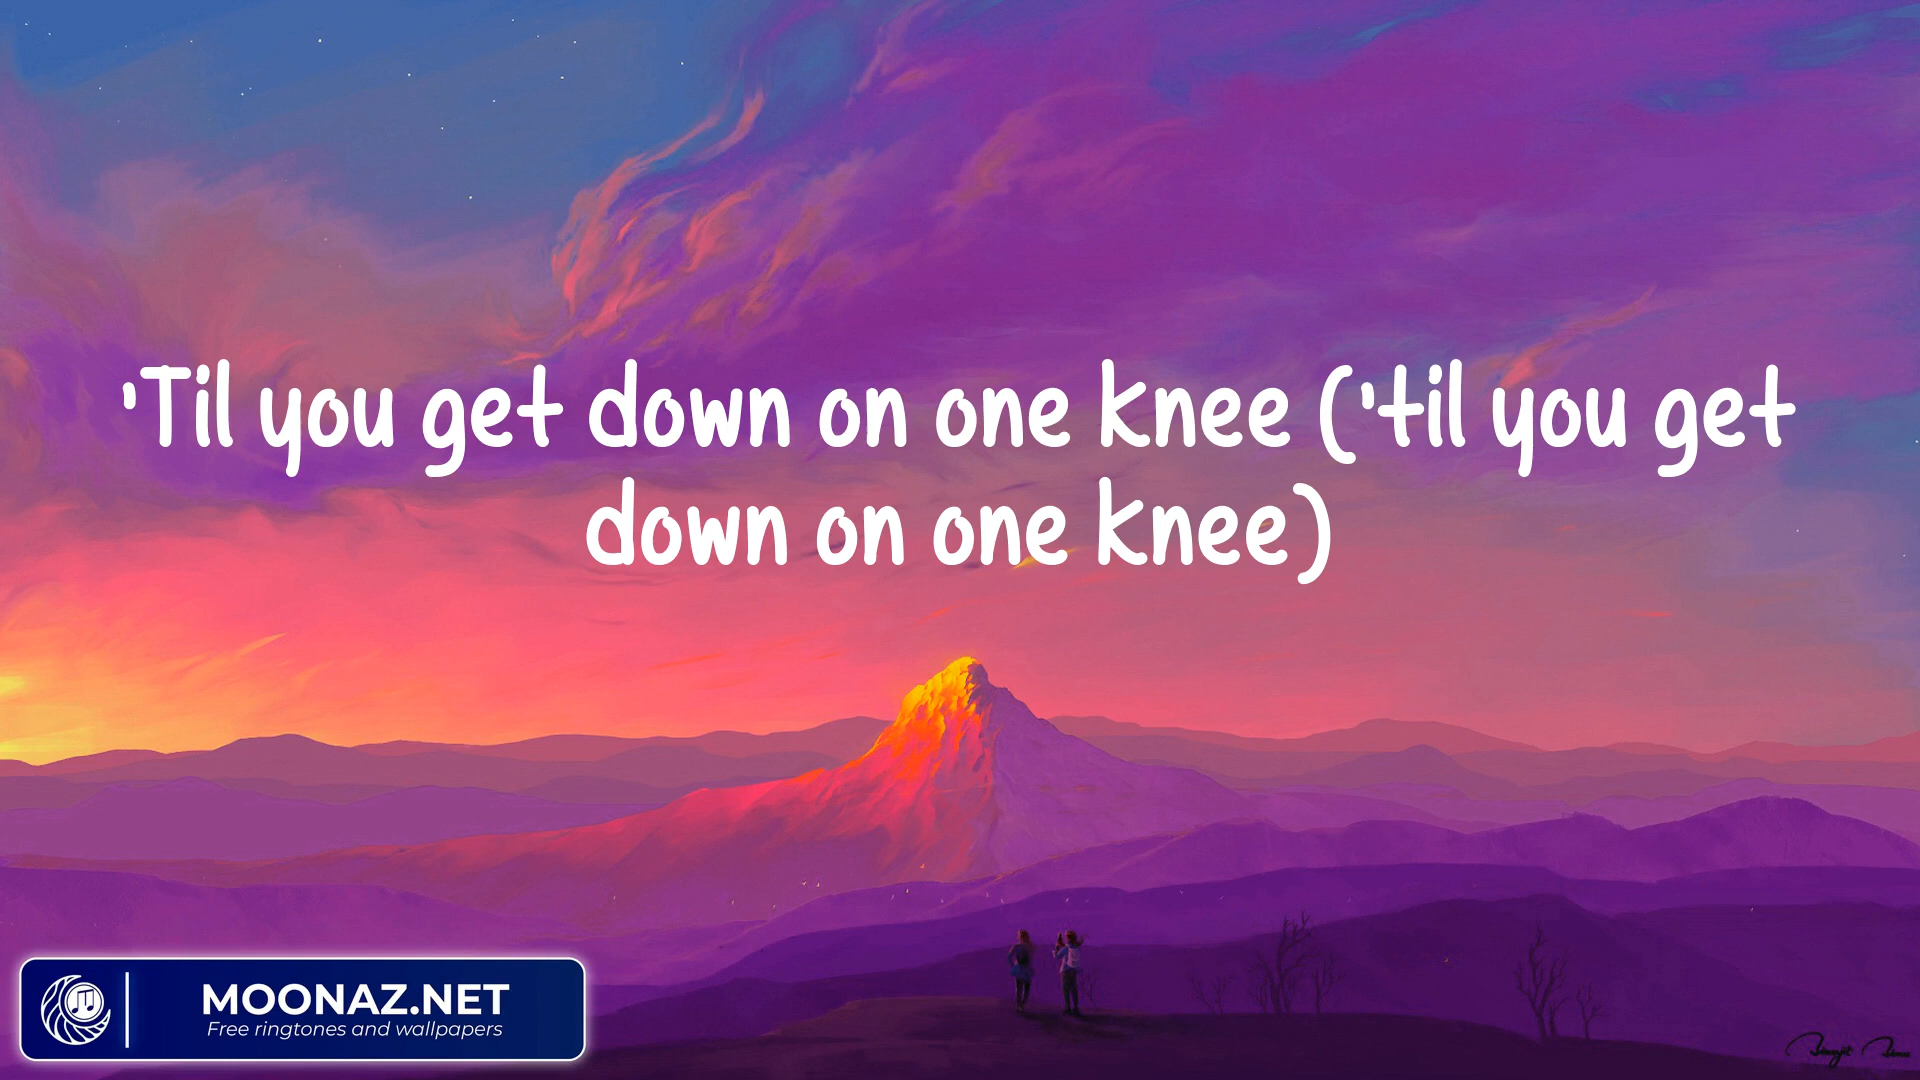 'Til you get down on one knee ('til you get
down on one knee)
MOONAZ.NET
Free ringtones and wallpapers